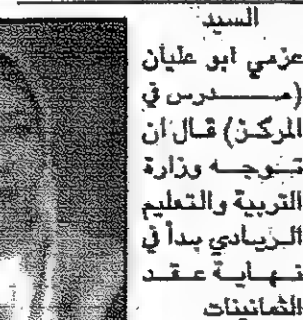 السيد
عزمي ابو عليان
(مدرس في
المركز) قال ان
توجه وزارة
التربية والتعليم
الريادي بدأ في
نهاية عقد
الثمانينات